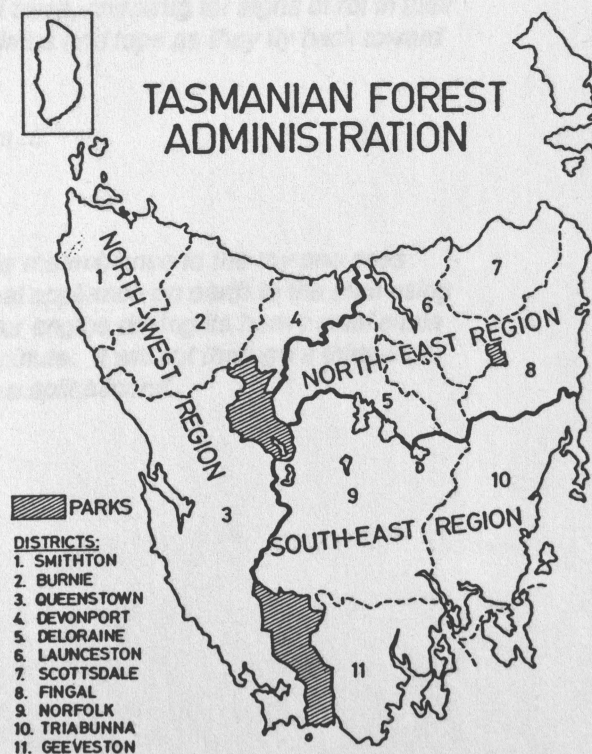 TASMANIAN FOREST
ADMINISTRATION
NORTH-WEST REGION
2
4
6
7
NORTH-EAST REGION
8
5
3
9
10
SOUTH-EAST REGION
11
PARKS
DISTRICTS:
1. SMITHTON
2. BURNIE
3. QUEENSTOWN
4. DEVONPORT
5. DELORAINE
6. LAUNCESTON
7. SCOTTSDALE
8. FINGAL
9. NORFOLK
10. TRIABUNNA
11. GEEVESTON